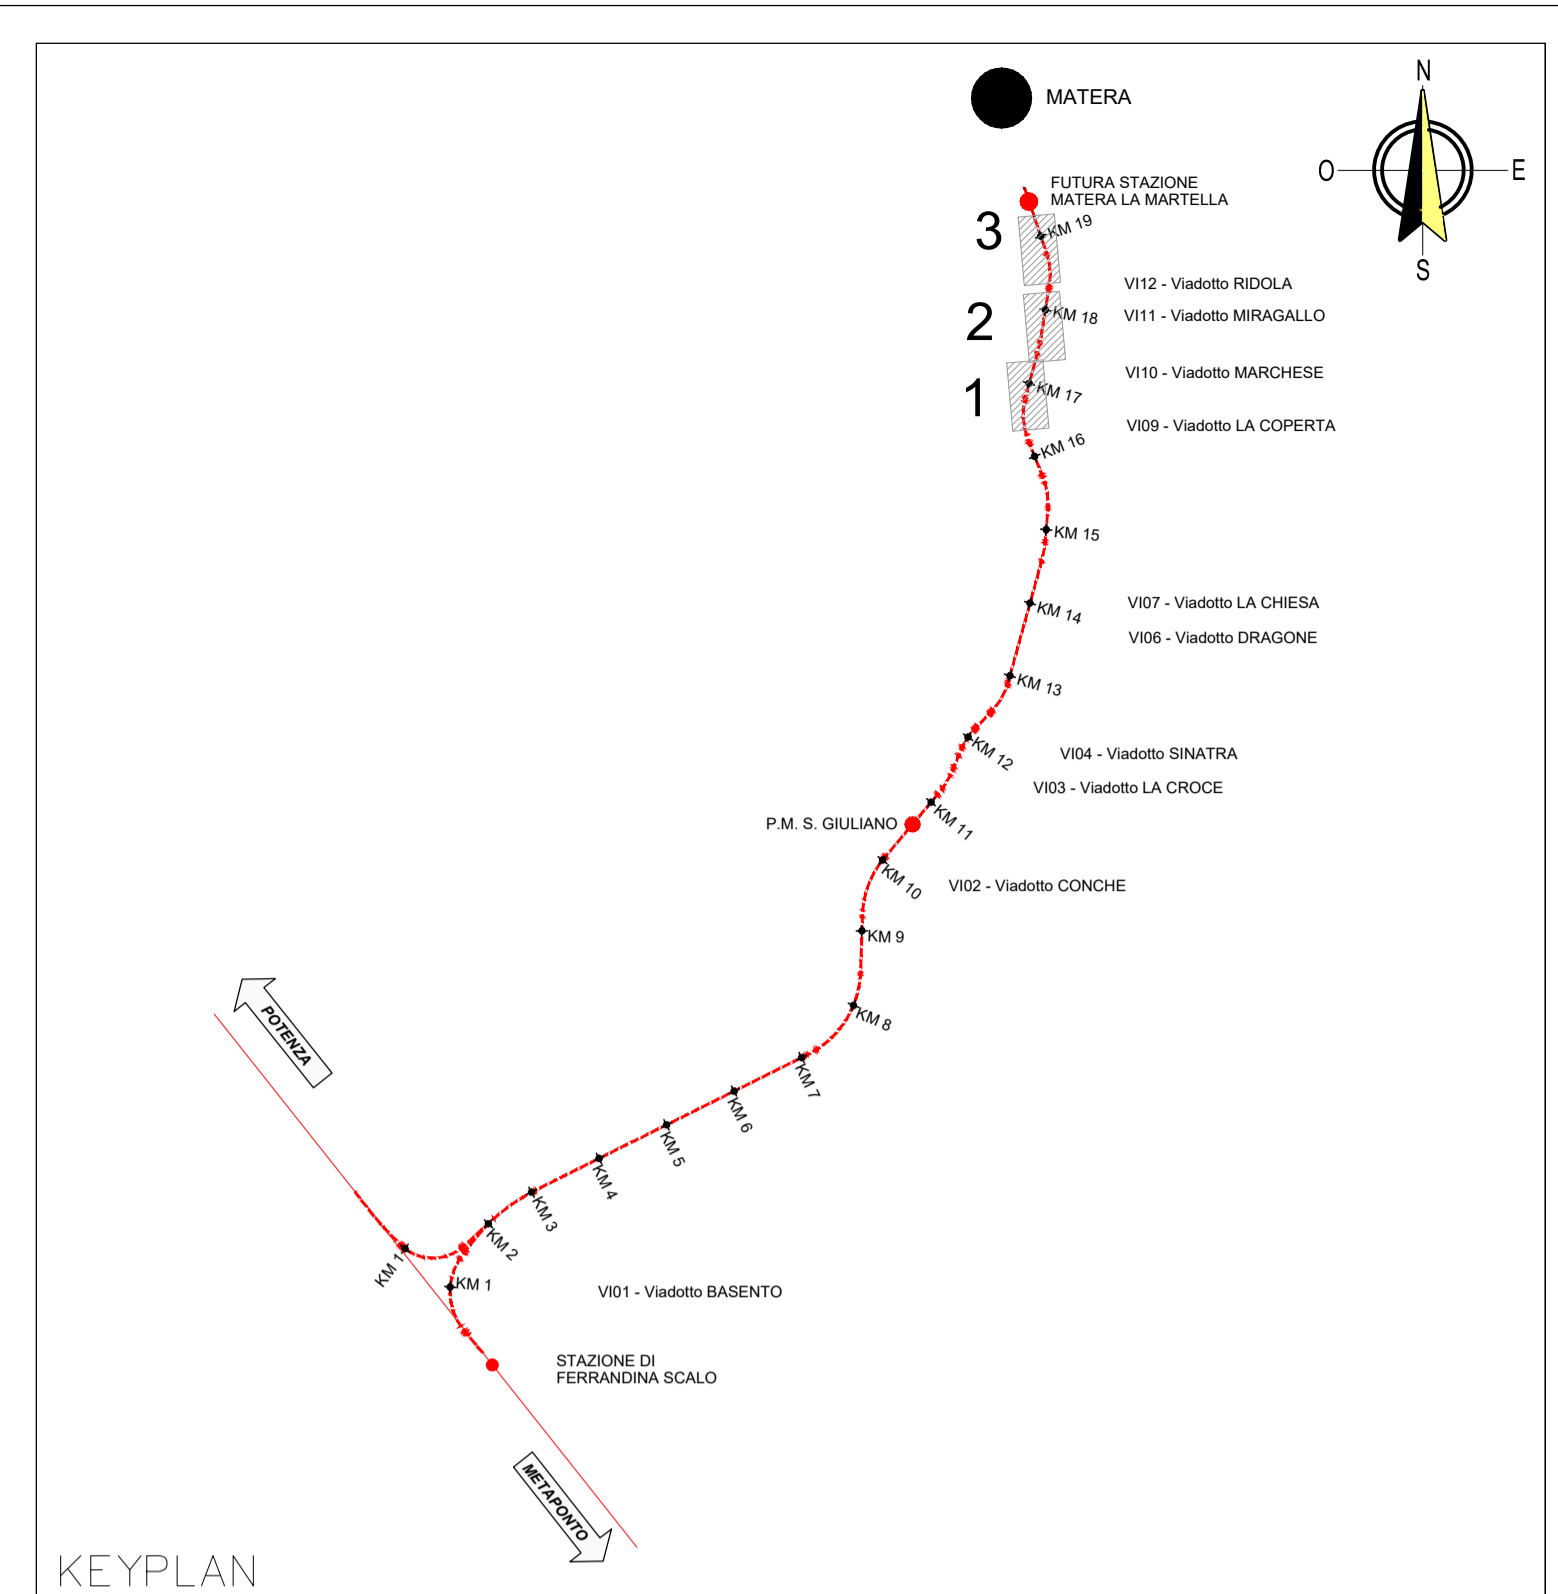 MATERA
N
O
E
S
FUTURA STAZIONE
MATERA LA MARTELLA
3
KM 19
VI12 - Viadotto RIDOLA
2
KM 18
VI11 - Viadotto MIRAGALLO
VI10 - Viadotto MARCHESE
1
KM 17
VI09 - Viadotto LA COPERTA
KM 16
KM 15
KM 14
VI07 - Viadotto LA CHIESA
VI06 - Viadotto DRAGONE
KM 13
KM 12
VI04 - Viadotto SINATRA
VI03 - Viadotto LA CROCE
P.M. S. GIULIANO
KM 11
KM 10
VI02 - Viadotto CONCHE
KM 9
KM 8
POTENZA
KM 7
KM 6
KM 5
KM 4
KM 3
KM 2
KM 1
KM 1
VI01 - Viadotto BASENTO
STAZIONE DI
FERRANDINA SCALO
METAPONTO
KEYPLAN